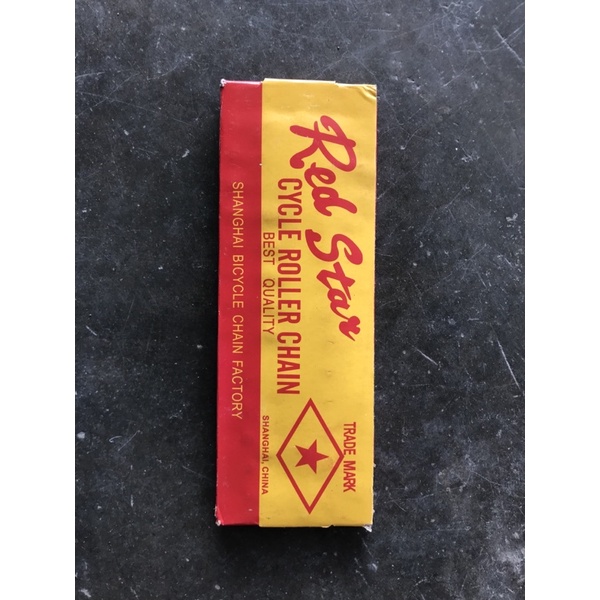 Red Star
CYCLE ROLLER CHAIN
BEST QUALITY
SHANGHAI BICYCLE CHAIN FACTORY
TRADE MARK
SHANGHAI, CHINA